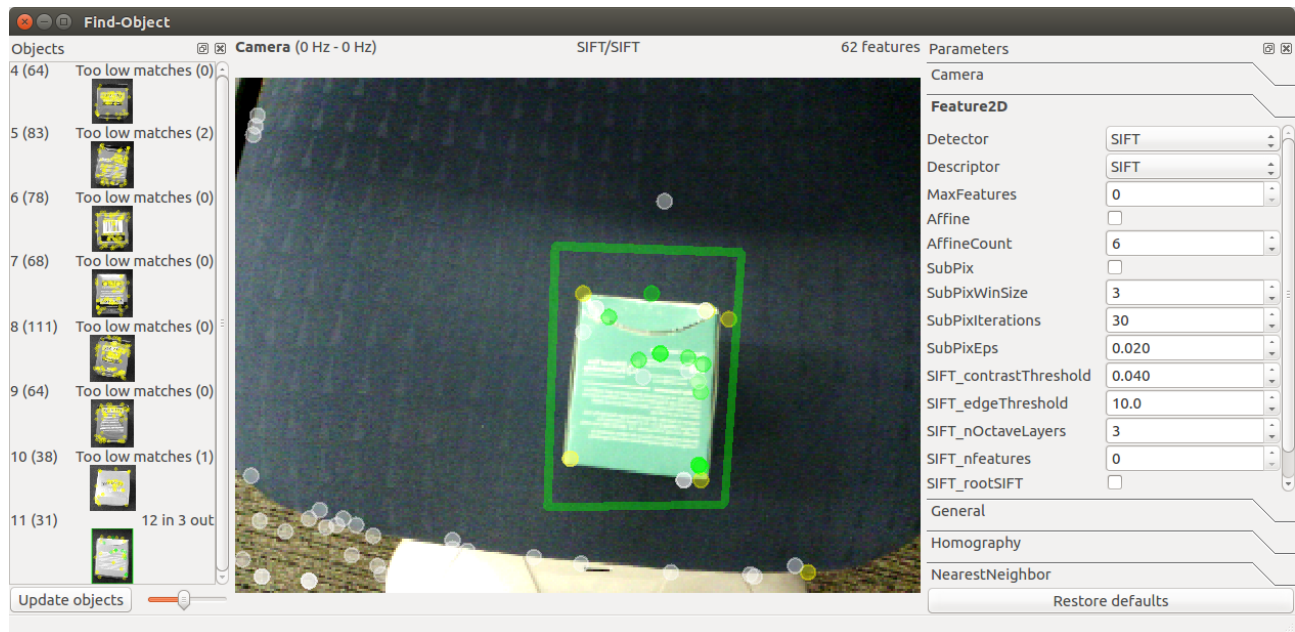 Find-Object
Objects
4 (64) Too low matches (0)
5 (83) Too low matches (2)
6 (78) Too low matches (0)
7 (68) Too low matches (0)
8 (111) Too low matches (0)
9 (64) Too low matches (0)
10 (38) Too low matches (1)
11 (31) 12 in 3 out
Update objects
Camera (0 Hz - 0 Hz) SIFT/SIFT 62 features
Parameters
Camera
Feature2D
Detector SIFT
Descriptor SIFT
MaxFeatures 0
Affine
AffineCount 6
SubPix
SubPixWinSize 3
SubPixIterations 30
SubPixEps 0.020
SIFT_contrastThreshold 0.040
SIFT_edgeThreshold 10.0
SIFT_nOctaveLayers 3
SIFT_nfeatures 0
SIFT_rootSIFT
General
Homography
NearestNeighbor
Restore defaults